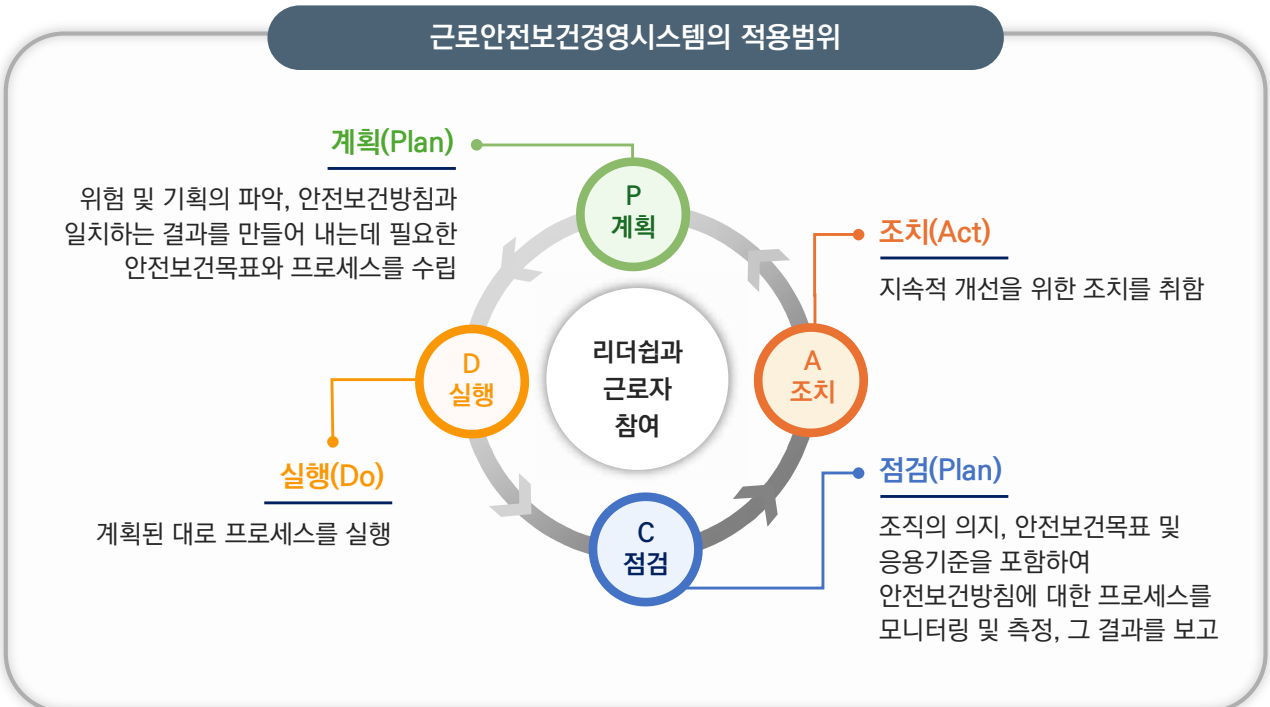 근로안전보건경영시스템의 적용범위
계획(Plan)
위험 및 기획의 파악, 안전보건방침과
일치하는 결과를 만들어 내는데 필요한
안전보건목표와 프로세스를 수립
P
계획
조치(Act)
지속적 개선을 위한 조치를 취함
리더쉽과
근로자
참여
D
실행
A
조치
실행(Do)
계획된 대로 프로세스를 실행
C
점검
점검(Plan)
조직의 의지, 안전보건목표 및
응용기준을 포함하여
안전보건방침에 대한 프로세스를
모니터링 및 측정, 그 결과를 보고